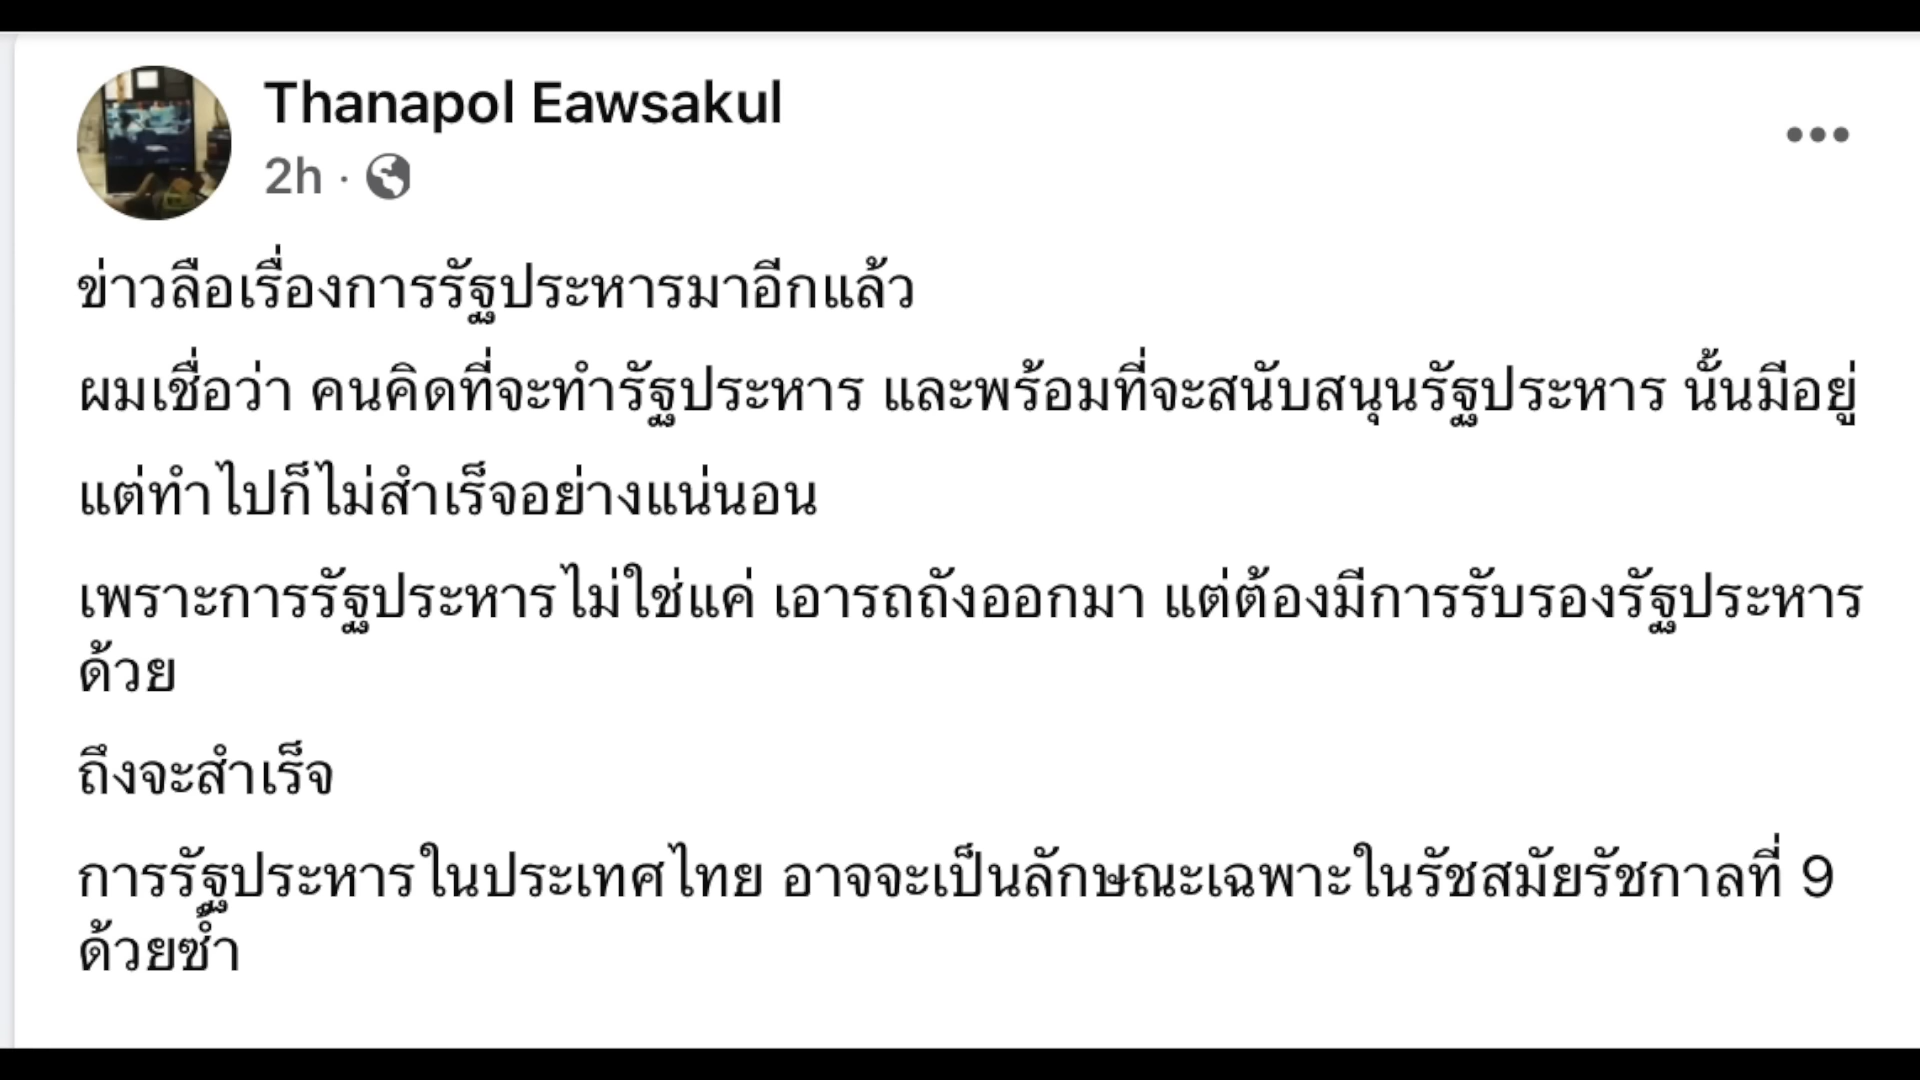 Thanapol Eawsakul
2h ·
ข่าวลือเรื่องการรัฐประหารมาอีกแล้ว
ผมเชื่อว่า คนคิดที่จะทำรัฐประหาร และพร้อมที่จะสนับสนุนรัฐประหาร นั้นมีอยู่
แต่ทำไปก็ไม่สำเร็จอย่างแน่นอน
เพราะการรัฐประหารไม่ใช่แค่ เอารถถังออกมา แต่ต้องมีการรับรองรัฐประหาร
ด้วย
ถึงจะสำเร็จ
การรัฐประหารในประเทศไทย อาจจะเป็นลักษณะเฉพาะในรัชสมัยรัชกาลที่ 9
ด้วยซ้ำ